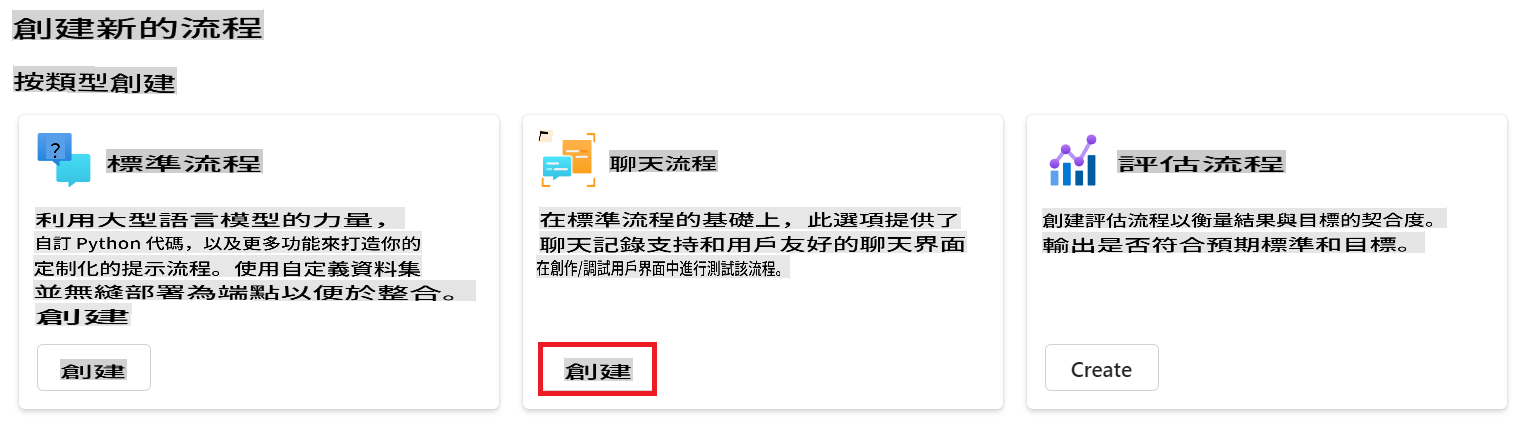 創建新的流程
按類型創建
標準流程
利用大型語言模型的力量，
自訂 Python 代碼，以及更多功能來打造你的
定制化的提示流程。使用自定義資料集
並無縫部署為端點以便於整合。
創建
創建
聊天流程
在標準流程的基礎上，此選項提供了
聊天記錄支持和用戶友好的聊天界面
在創作/調試用戶界面中進行測試該流程。
創建
評估流程
創建評估流程以衡量結果與目標的契合度。
輸出是否符合預期標準和目標。
Create